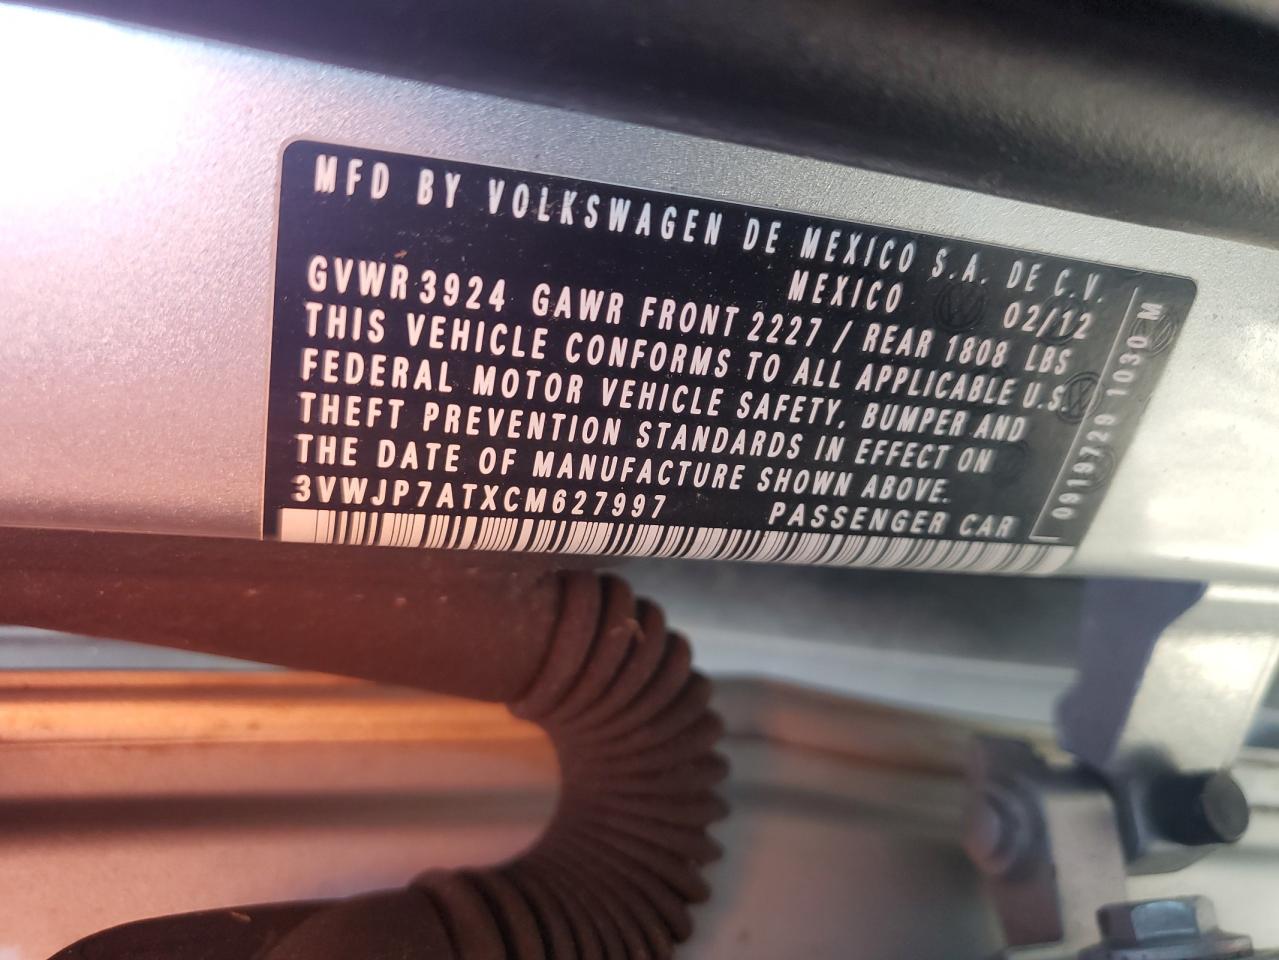 MFD BY VOLKSWAGEN DE MEXICO S.A. DE C.V.
MEXICO 02/12
GVWR 3924 GAWR FRONT 2227 / REAR 1808 LBS
THIS VEHICLE CONFORMS TO ALL APPLICABLE U.S.
FEDERAL MOTOR VEHICLE SAFETY, BUMPER AND
THEFT PREVENTION STANDARDS IN EFFECT ON
THE DATE OF MANUFACTURE SHOWN ABOVE.
3VWJP7ATXCM627997 PASSENGER CAR
0919729 1030 M